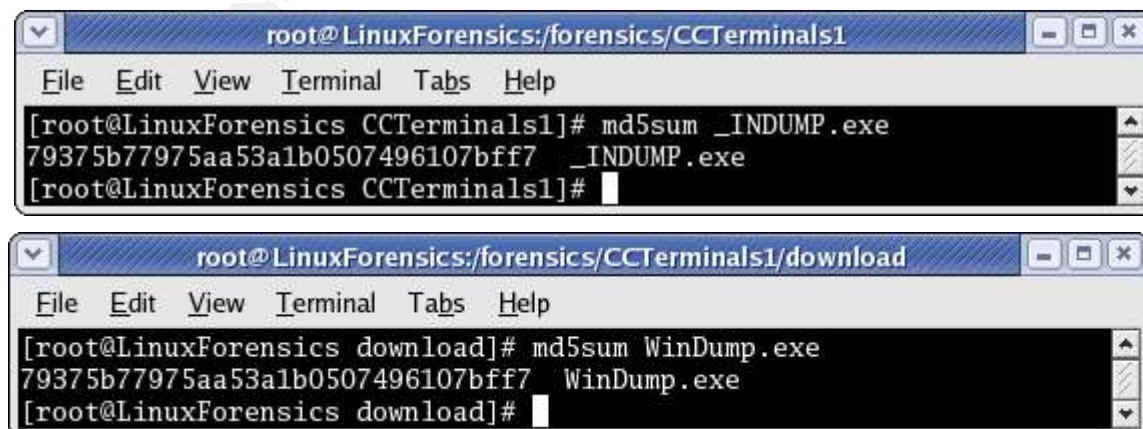 root@LinuxForensics:/forensics/CCTerminals1
File Edit View Terminal Tabs Help
[root@LinuxForensics CCTerminals1]# md5sum _INDUMP.exe
79375b77975aa53a1b0507496107bff7 _INDUMP.exe
[root@LinuxForensics CCTerminals1]#
root@LinuxForensics:/forensics/CCTerminals1/download
File Edit View Terminal Tabs Help
[root@LinuxForensics download]# md5sum WinDump.exe
79375b77975aa53a1b0507496107bff7 WinDump.exe
[root@LinuxForensics download]#